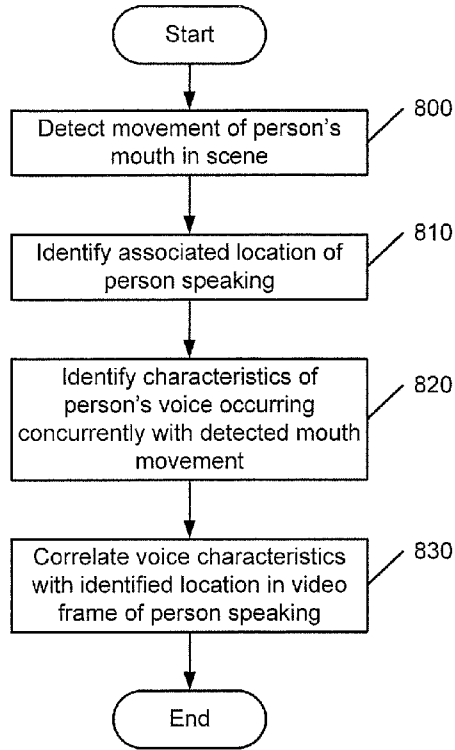 Start
800
Detect movement of person's
mouth in scene
810
Identify associated location of
person speaking
820
Identify characteristics of
person's voice occurring
concurrently with detected mouth
movement
830
Correlate voice characteristics
with identified location in video
frame of person speaking
End